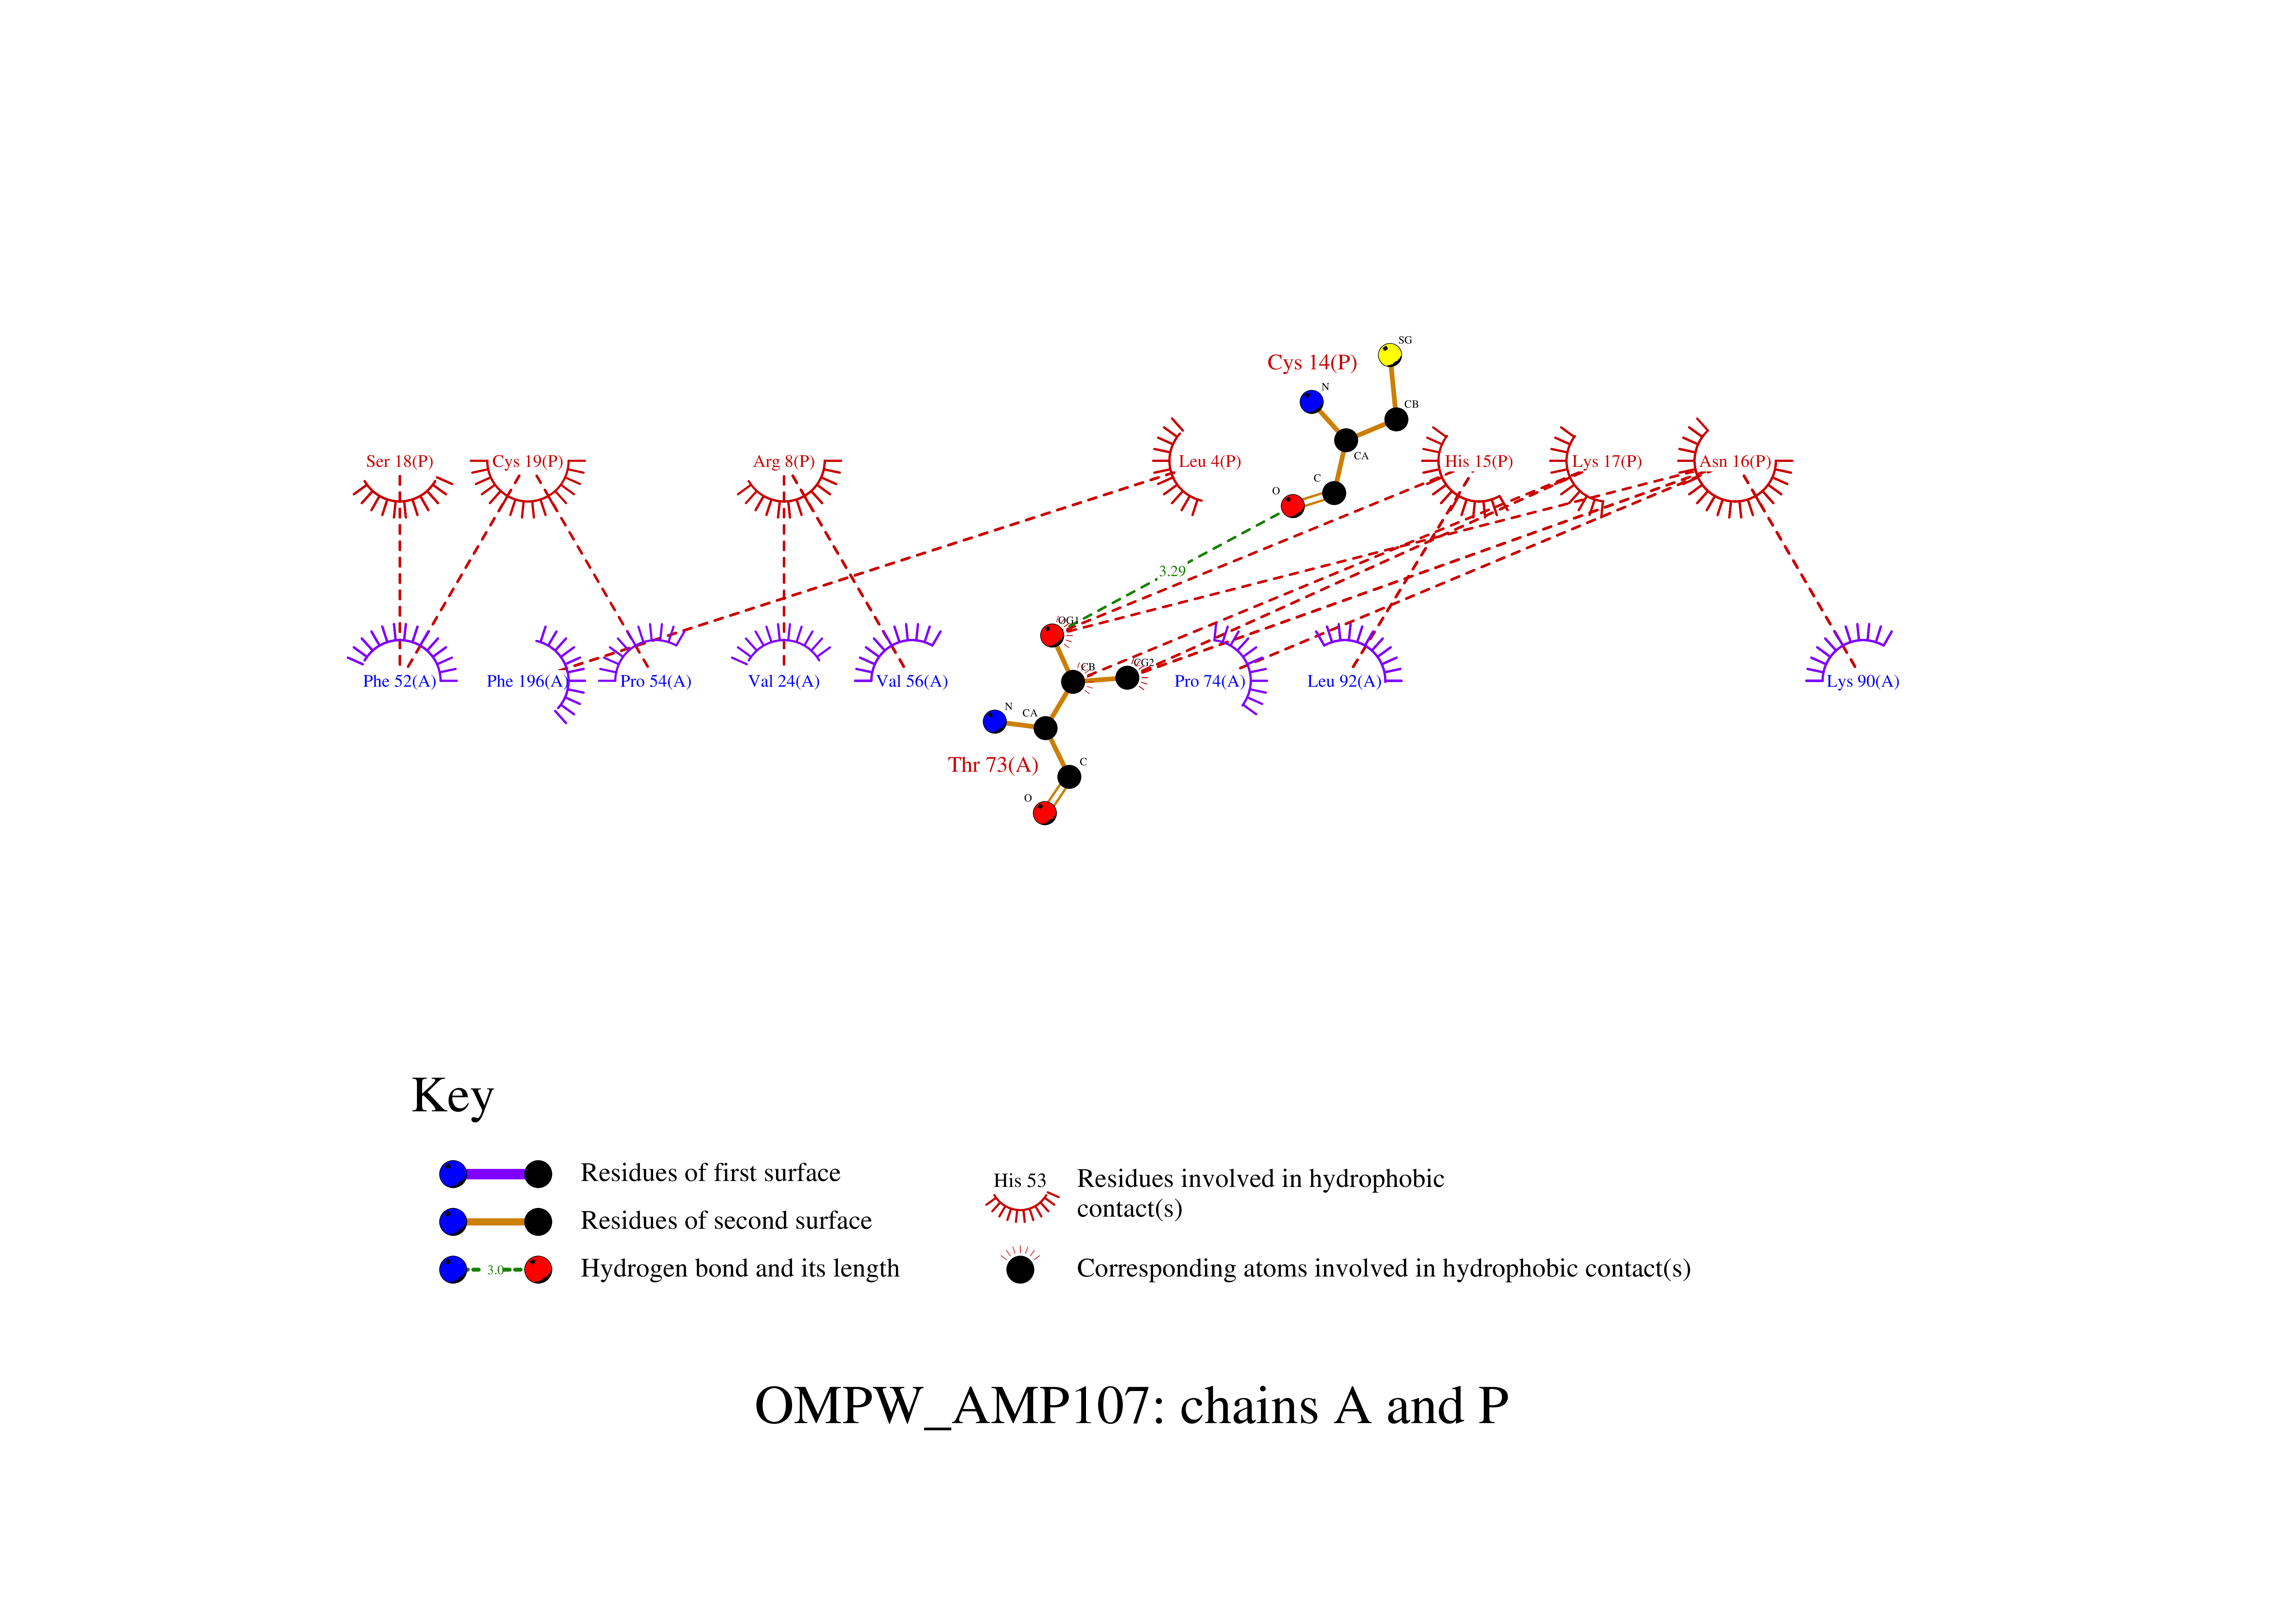 SG
Cys 14(P)
N
CB
CA
Ser 18(P)
Cys 19(P)
Arg 8(P)
Leu 4(P)
His 15(P)
Lys 17(P)
Asn 16(P)
C
O
3.29
OG1
CB
CG2
Phe 52(A)
Phe 196(A)
Pro 54(A)
Val 24(A)
Val 56(A)
Pro 74(A)
Leu 92(A)
Lys 90(A)
N
CA
Thr 73(A)
C
O
Key
Residues of first surface
Residues of second surface
3.0
Hydrogen bond and its length
His 53
Residues involved in hydrophobic
contact(s)
Corresponding atoms involved in hydrophobic contact(s)
OMPW_AMP107: chains A and P